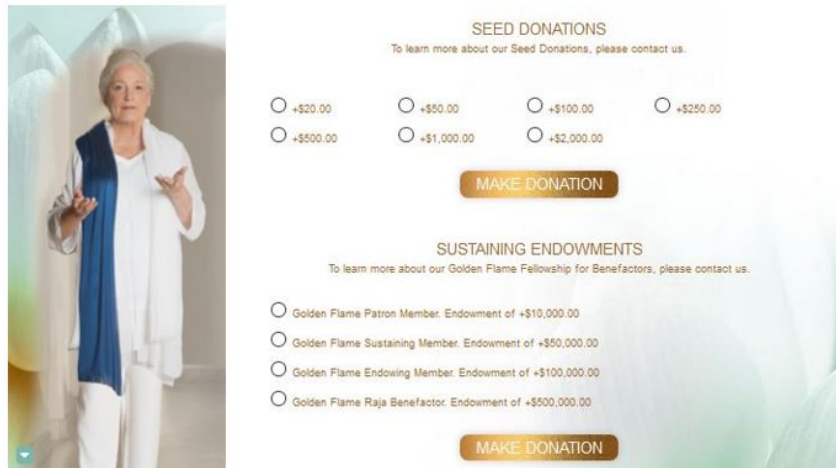 SEED DONATIONS
To learn more about our Seed Donations, please contact us.
+$20.00 +$50.00 +$100.00 +$250.00
+$500.00 +$1,000.00 +$2,000.00
MAKE DONATION
SUSTAINING ENDOWMENTS
To learn more about our Golden Flame Fellowship for Benefactors, please contact us.
Golden Flame Patron Member. Endowment of +$10,000.00
Golden Flame Sustaining Member. Endowment of +$50,000.00
Golden Flame Endowing Member. Endowment of +$100,000.00
Golden Flame Raja Benefactor. Endowment of +$500,000.00
MAKE DONATION